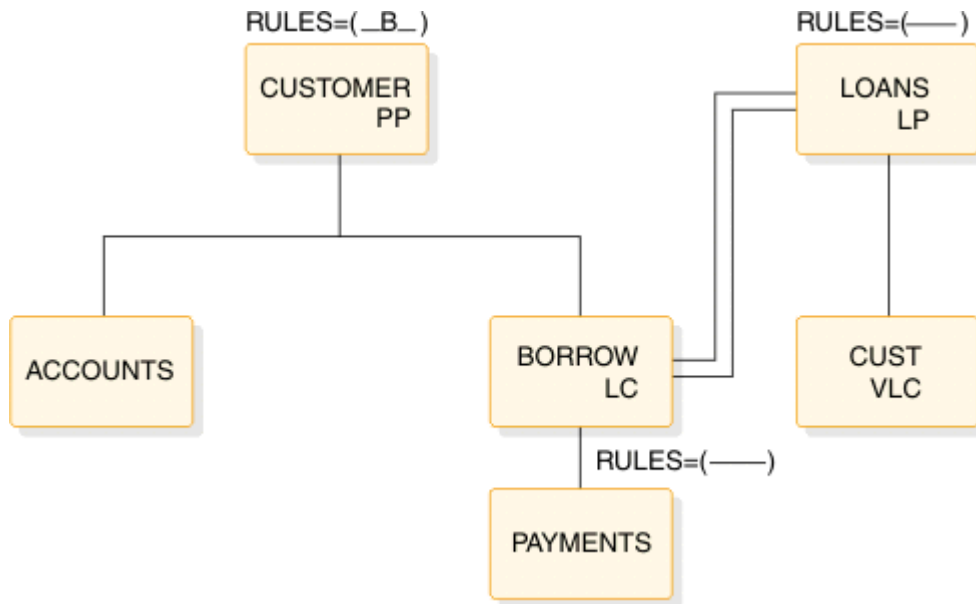 RULES=( _B_ )
RULES=( —— )
CUSTOMER
PP
LOANS
LP
ACCOUNTS
BORROW
LC
CUST
VLC
RULES=( —— )
PAYMENTS